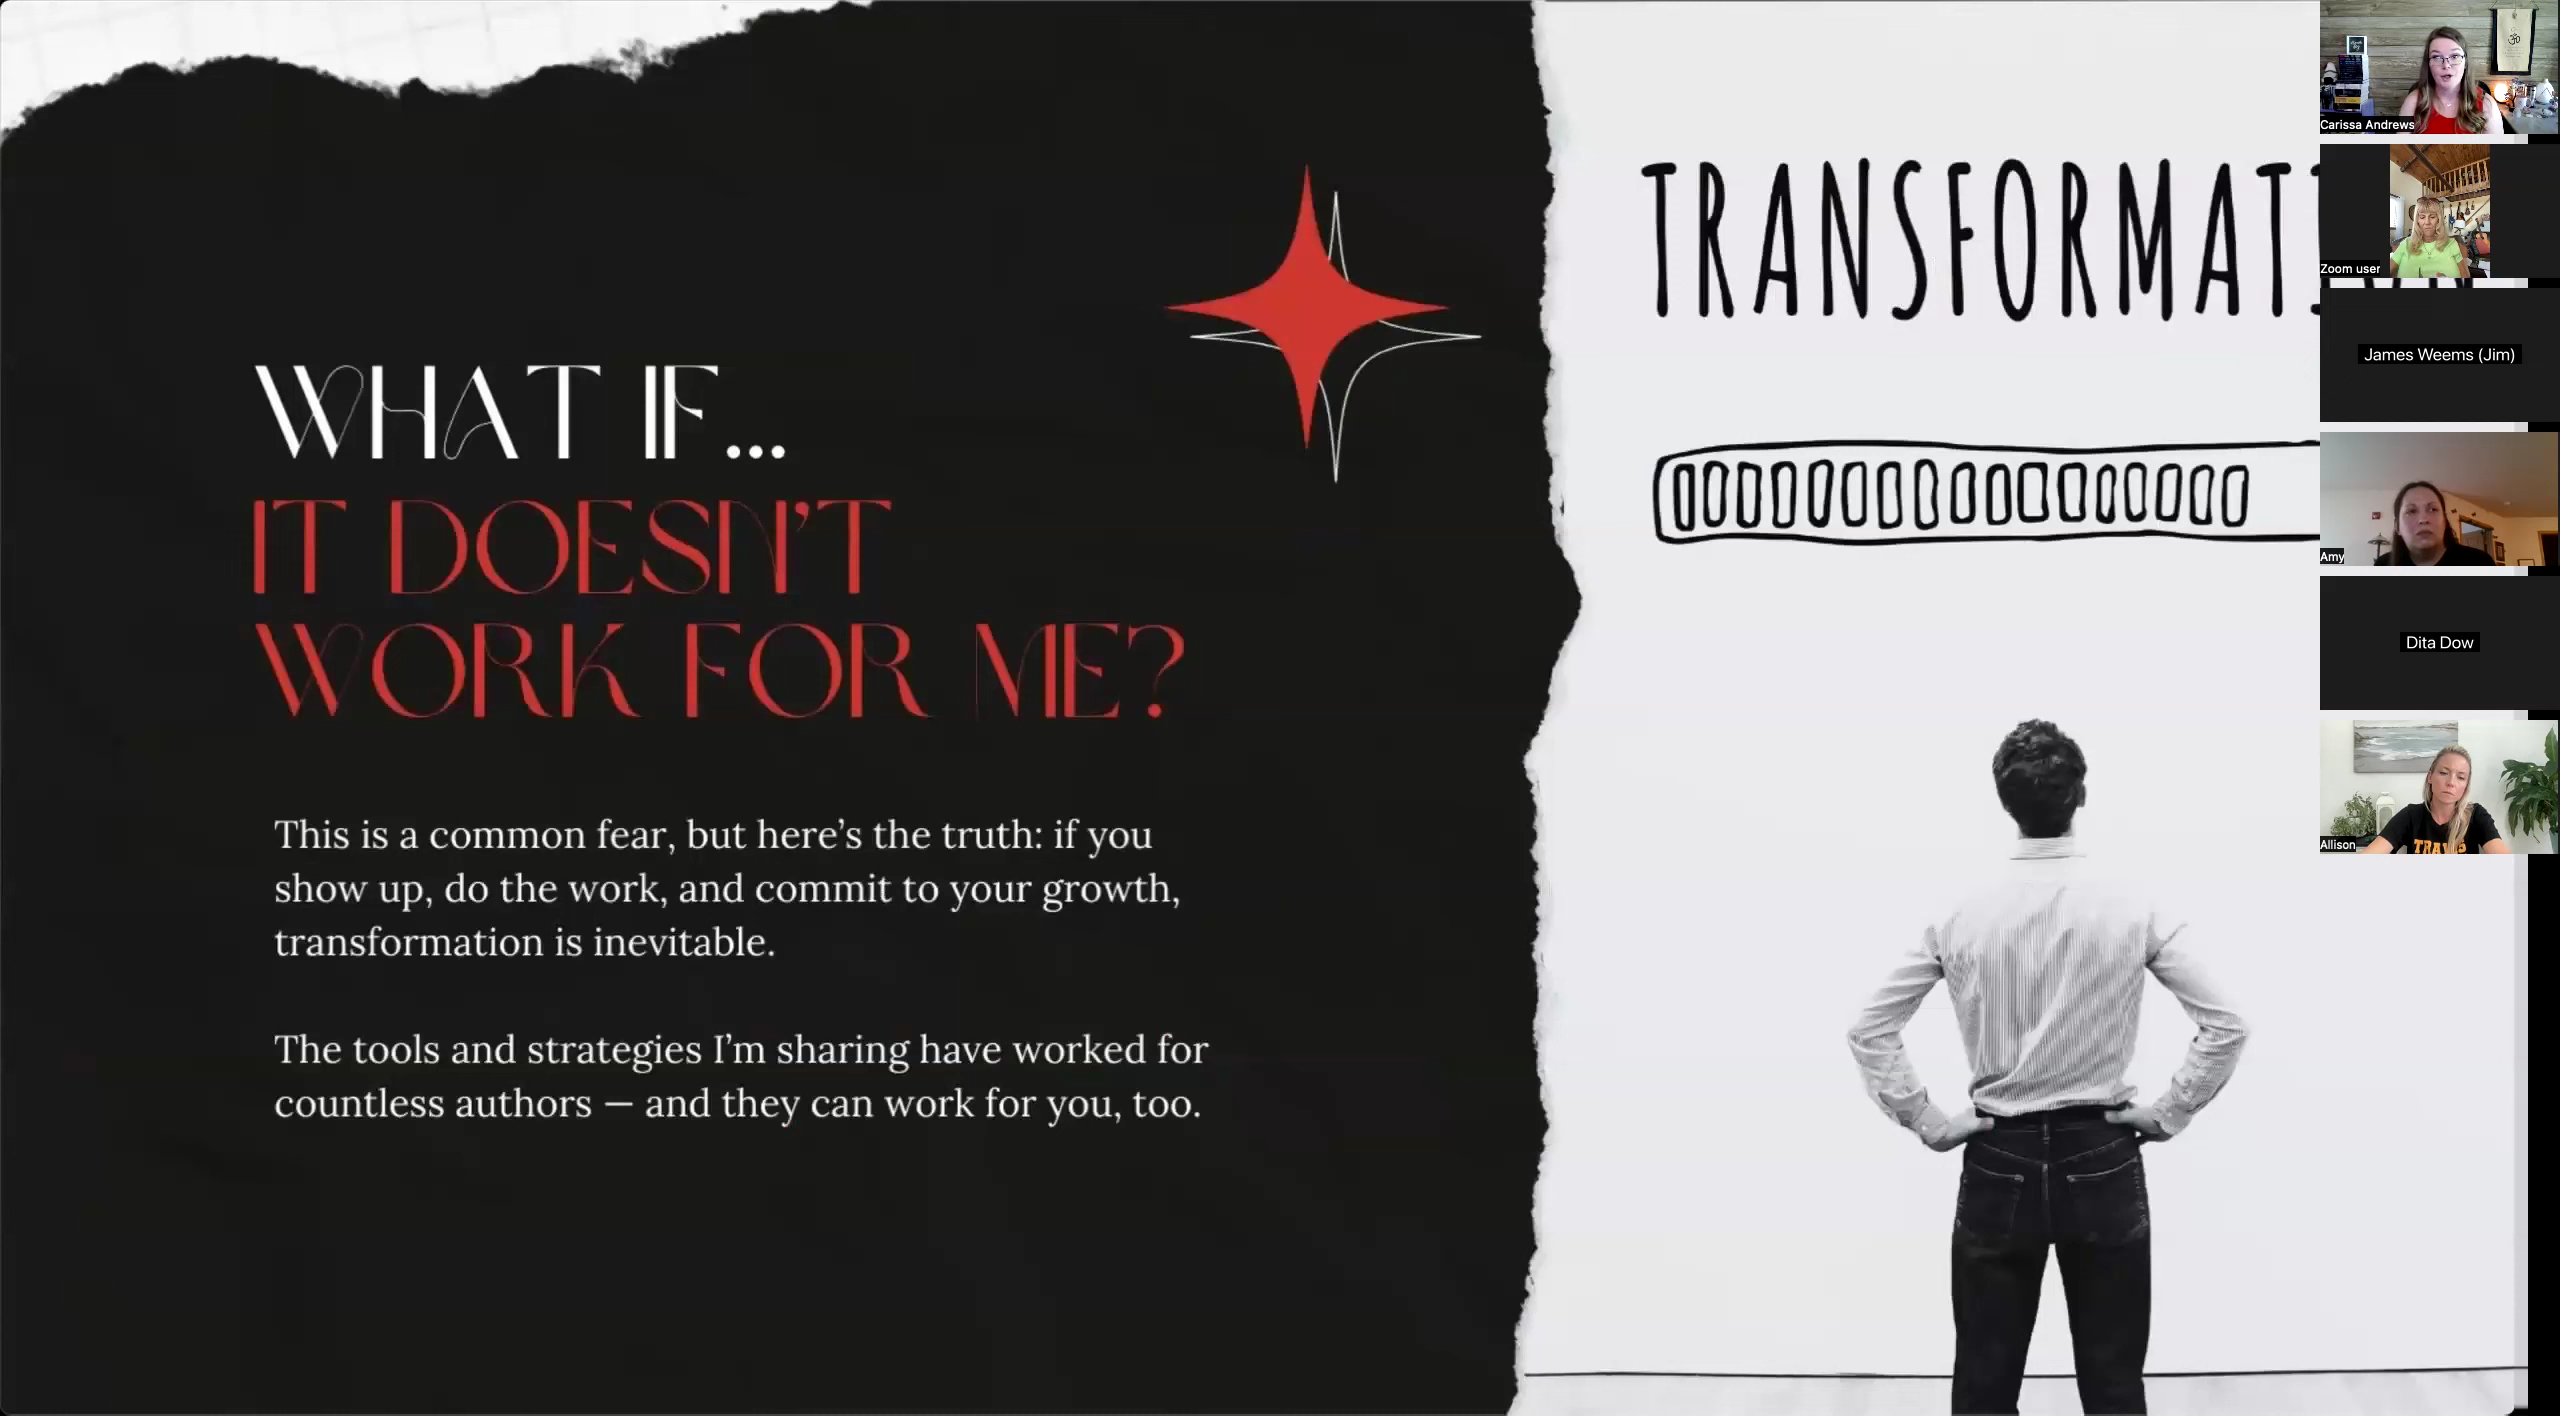 WHAT IF...
IT DOESN'T
WORK FOR ME?
This is a common fear, but here's the truth: if you
show up, do the work, and commit to your growth,
transformation is inevitable.
The tools and strategies I'm sharing have worked for
countless authors — and they can work for you, too.
TRANSFORMATI
Carissa Andrews
Zoom user
James Weems (Jim)
Amy
Dita Dow
Allison